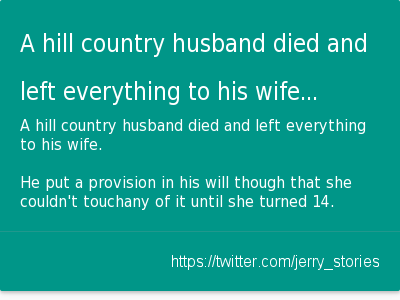 A hill country husband died and
left everything to his wife...
A hill country husband died and left everything
to his wife.
He put a provision in his will though that she
couldn't touchany of it until she turned 14.
https://twitter.com/jerry_stories